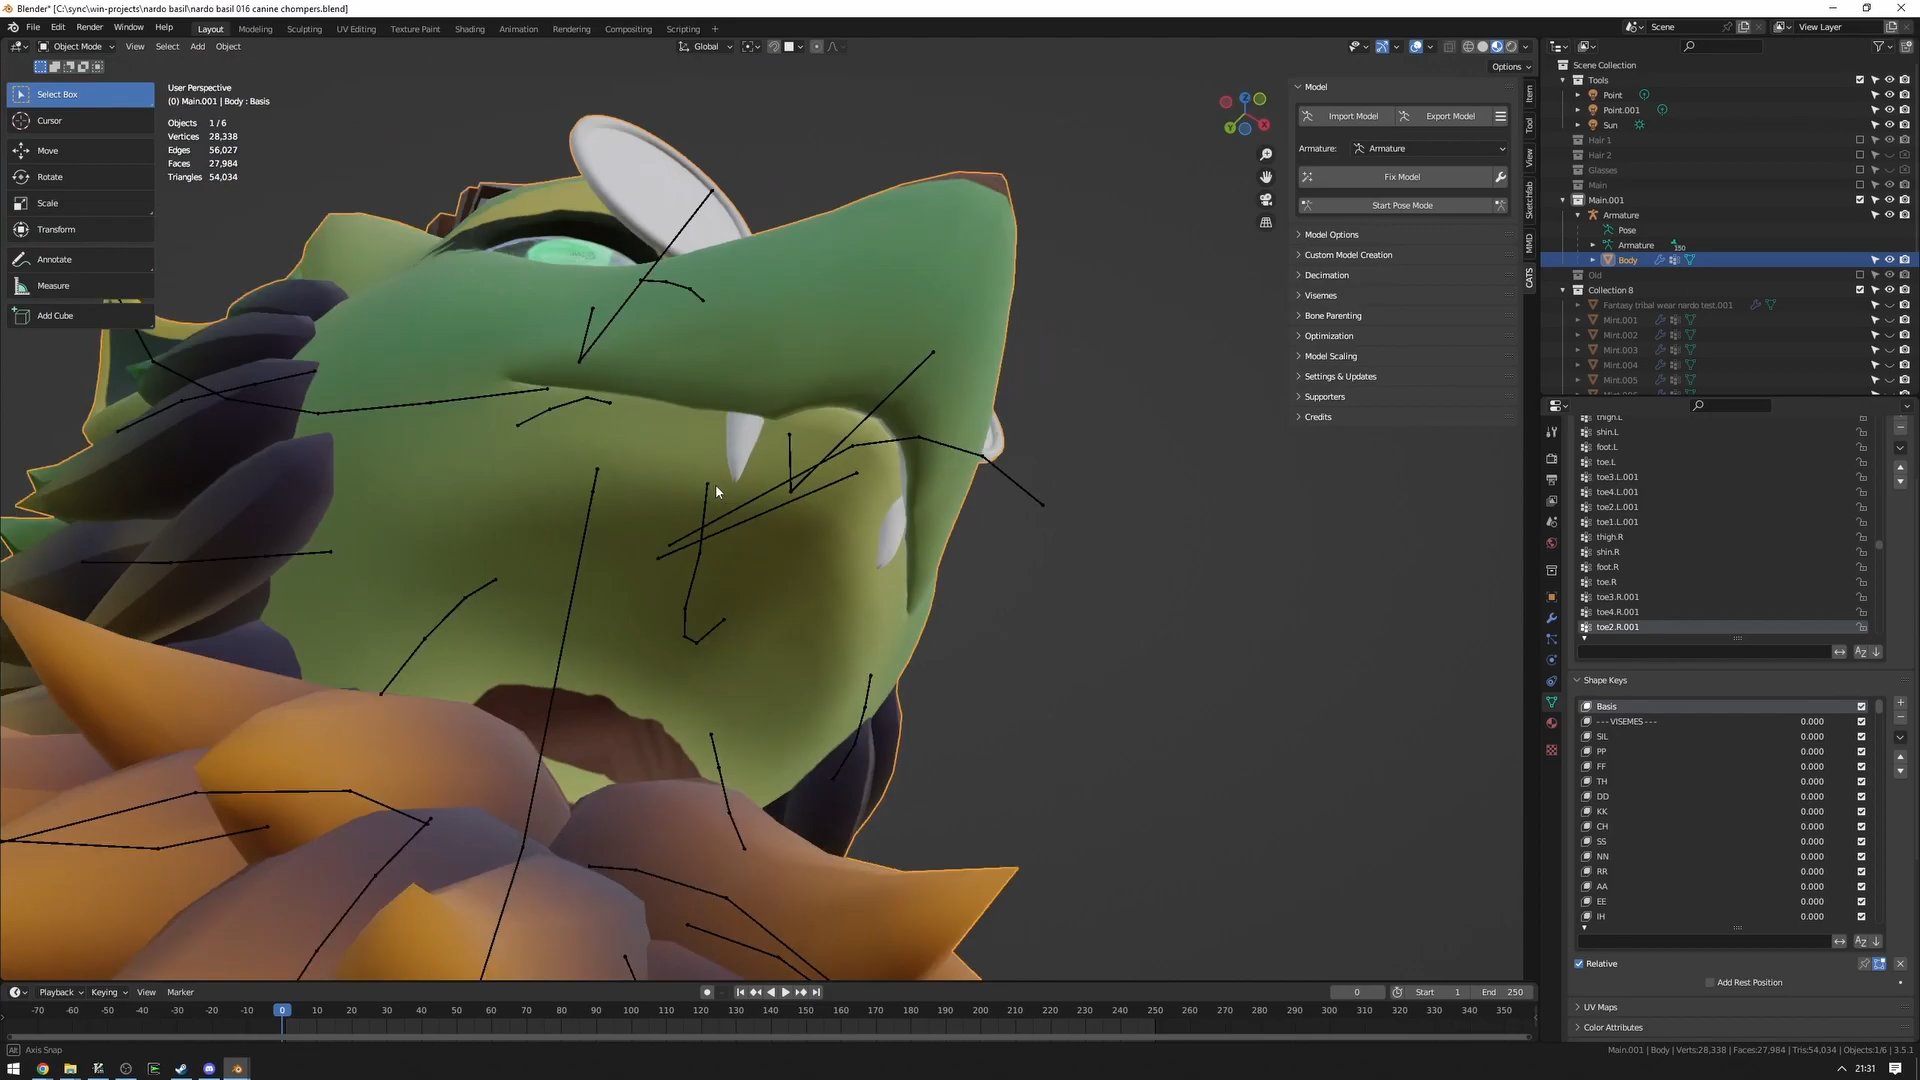 Blender* [C:\sync\win-projects\nardo basil\nardo basil 016 canine chompers.blend]
File Edit Render Window Help Layout Modeling Sculpting UV Editing Texture Paint Shading Animation Rendering Compositing Scripting + Scene View Layer
Object Mode View Select Add Object Global
Options
Select Box
Cursor
Move
Rotate
Scale
Transform
Annotate
Measure
Add Cube
User Perspective
(0) Main.001 | Body : Basis
Objects 1/6
Vertices 28,338
Edges 56,027
Faces 27,984
Triangles 54,034
Z
Y
X
Model
Import Model Export Model
Armature: Armature
Fix Model
Start Pose Mode
Model Options
Custom Model Creation
Decimation
Visemes
Bone Parenting
Optimization
Model Scaling
Settings & Updates
Supporters
Credits
Item
Tool
View
Sketchfab
MMD
CATS
Scene Collection
Tools
Point
Point.001
Sun
Hair 1
Hair 2
Glasses
Main
Main.001
Armature
Pose
Armature 150
Body
Old
Collection 8
Fantasy tribal wear nardo test.001
Mint.001
Mint.002
Mint.003
Mint.004
Mint.005
thigh.L
shin.L
foot.L
toe.L
toe3.L.001
toe4.L.001
toe2.L.001
toe1.L.001
thigh.R
shin.R
foot.R
toe.R
toe3.R.001
toe4.R.001
toe2.R.001
Shape Keys
Basis
---VISEMES--- 0.000
SIL 0.000
PP 0.000
FF 0.000
TH 0.000
DD 0.000
KK 0.000
CH 0.000
SS 0.000
NN 0.000
RR 0.000
AA 0.000
EE 0.000
IH 0.000
Relative
Add Rest Position
UV Maps
Color Attributes
Playback Keying View Marker 0 Start 1 End 250
-70 -60 -50 -40 -30 -20 -10 0 10 20 30 40 50 60 70 80 90 100 110 120 130 140 150 160 170 180 190 200 210 220 230 240 250 260 270 280 290 300 310 320 330 340 350
Alt Axis Snap
Main.001 | Body | Verts:28,338 | Faces:27,984 | Tris:54,034 | Objects:1/6 | 3.5.1
21:31